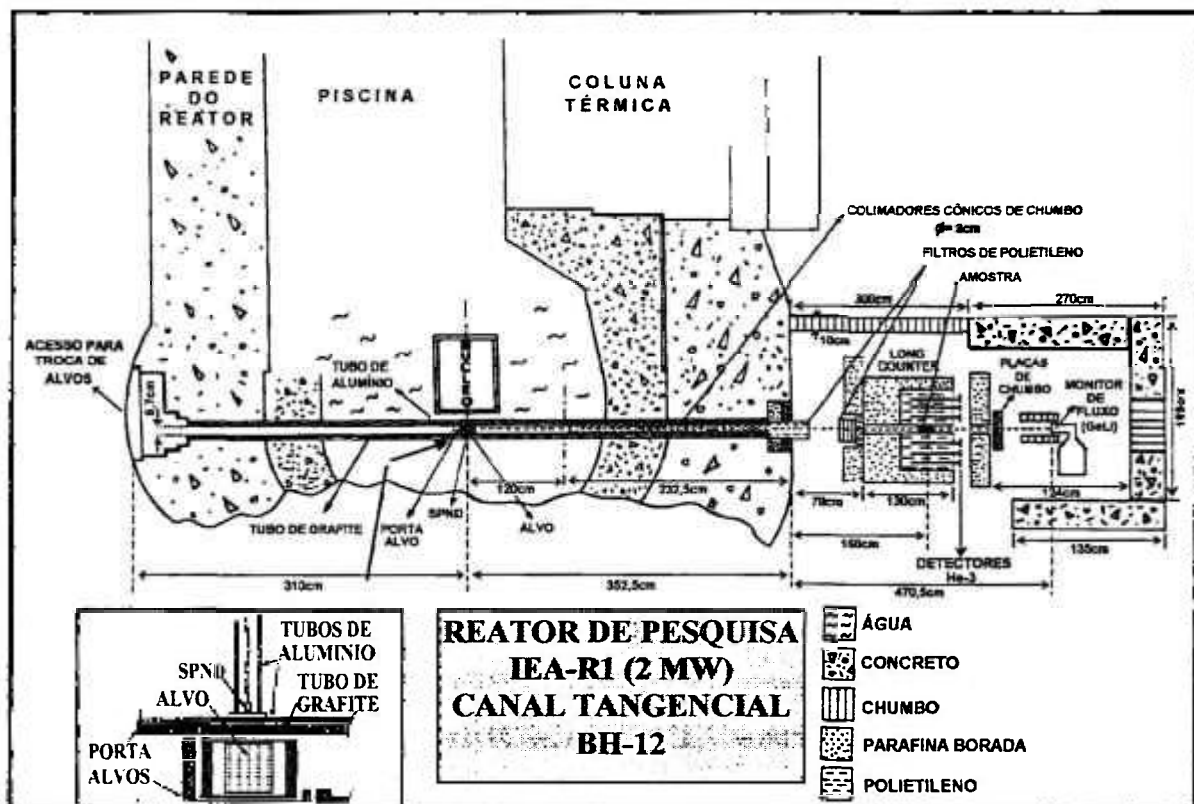 PAREDE
DO
REATOR
PISCINA
COLUNA
TÉRMICA
COLIMADORES CÔNICOS DE CHUMBO
Ø= 2cm
FILTROS DE POLIETILENO
AMOSTRA
300cm
270cm
10cm
ACESSO PARA
TROCA DE
ALVOS
TUBO DE
ALUMÍNIO
LONG
COUNTER
PLACAS
DE
CHUMBO
MONITOR
DE
FLUXO
(GeLi)
120cm
232,5cm
78cm
130cm
134cm
TUBO DE GRAFITE
PORTA
ALVO
SPND
ALVO
135cm
DETECTORES
He-3
310cm
352,5cm
470,5cm
TUBOS DE
ALUMINIO
SPND
ALVO
TUBO DE
GRAFITE
PORTA
ALVOS
REATOR DE PESQUISA
IEA-R1 (2 MW)
CANAL TANGENCIAL
BH-12
ÁGUA
CONCRETO
CHUMBO
PARAFINA BORADA
POLIETILENO